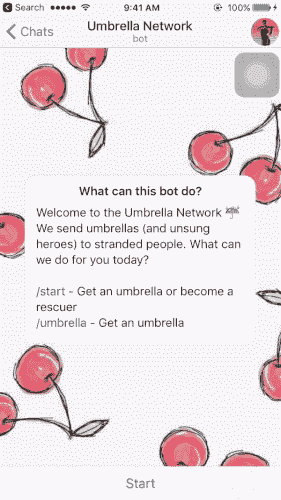 Search 9:41 AM 100%
Chats Umbrella Network
bot
What can this bot do?
Welcome to the Umbrella Network ☔
We send umbrellas (and unsung
heroes) to stranded people. What can
we do for you today?
/start - Get an umbrella or become a
rescuer
/umbrella - Get an umbrella
Start